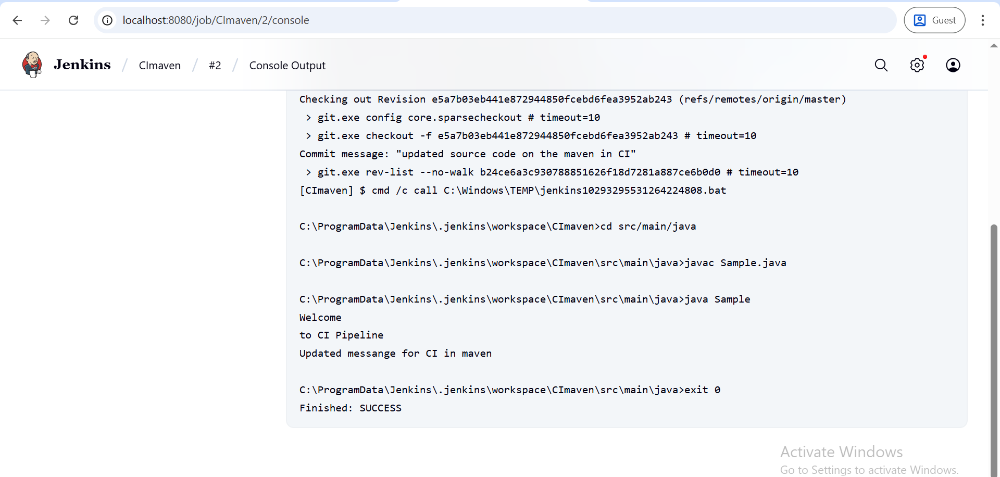 localhost:8080/job/CImaven/2/console
Guest
Jenkins / CImaven / #2 / Console Output
Checking out Revision e5a7b03eb441e872944850fcebd6fea3952ab243 (refs/remotes/origin/master)
> git.exe config core.sparsecheckout # timeout=10
> git.exe checkout -f e5a7b03eb441e872944850fcebd6fea3952ab243 # timeout=10
Commit message: "updated source code on the maven in CI"
> git.exe rev-list --no-walk b24ce6a3c930788851626f18d7281a887ce6b0d0 # timeout=10
[CImaven] $ cmd /c call C:\Windows\TEMP\jenkins10293295531264224808.bat
C:\ProgramData\Jenkins\.jenkins\workspace\CImaven>cd src/main/java
C:\ProgramData\Jenkins\.jenkins\workspace\CImaven\src\main\java>javac Sample.java
C:\ProgramData\Jenkins\.jenkins\workspace\CImaven\src\main\java>java Sample
Welcome
to CI Pipeline
Updated messange for CI in maven
C:\ProgramData\Jenkins\.jenkins\workspace\CImaven\src\main\java>exit 0
Finished: SUCCESS
Activate Windows
Go to Settings to activate Windows.